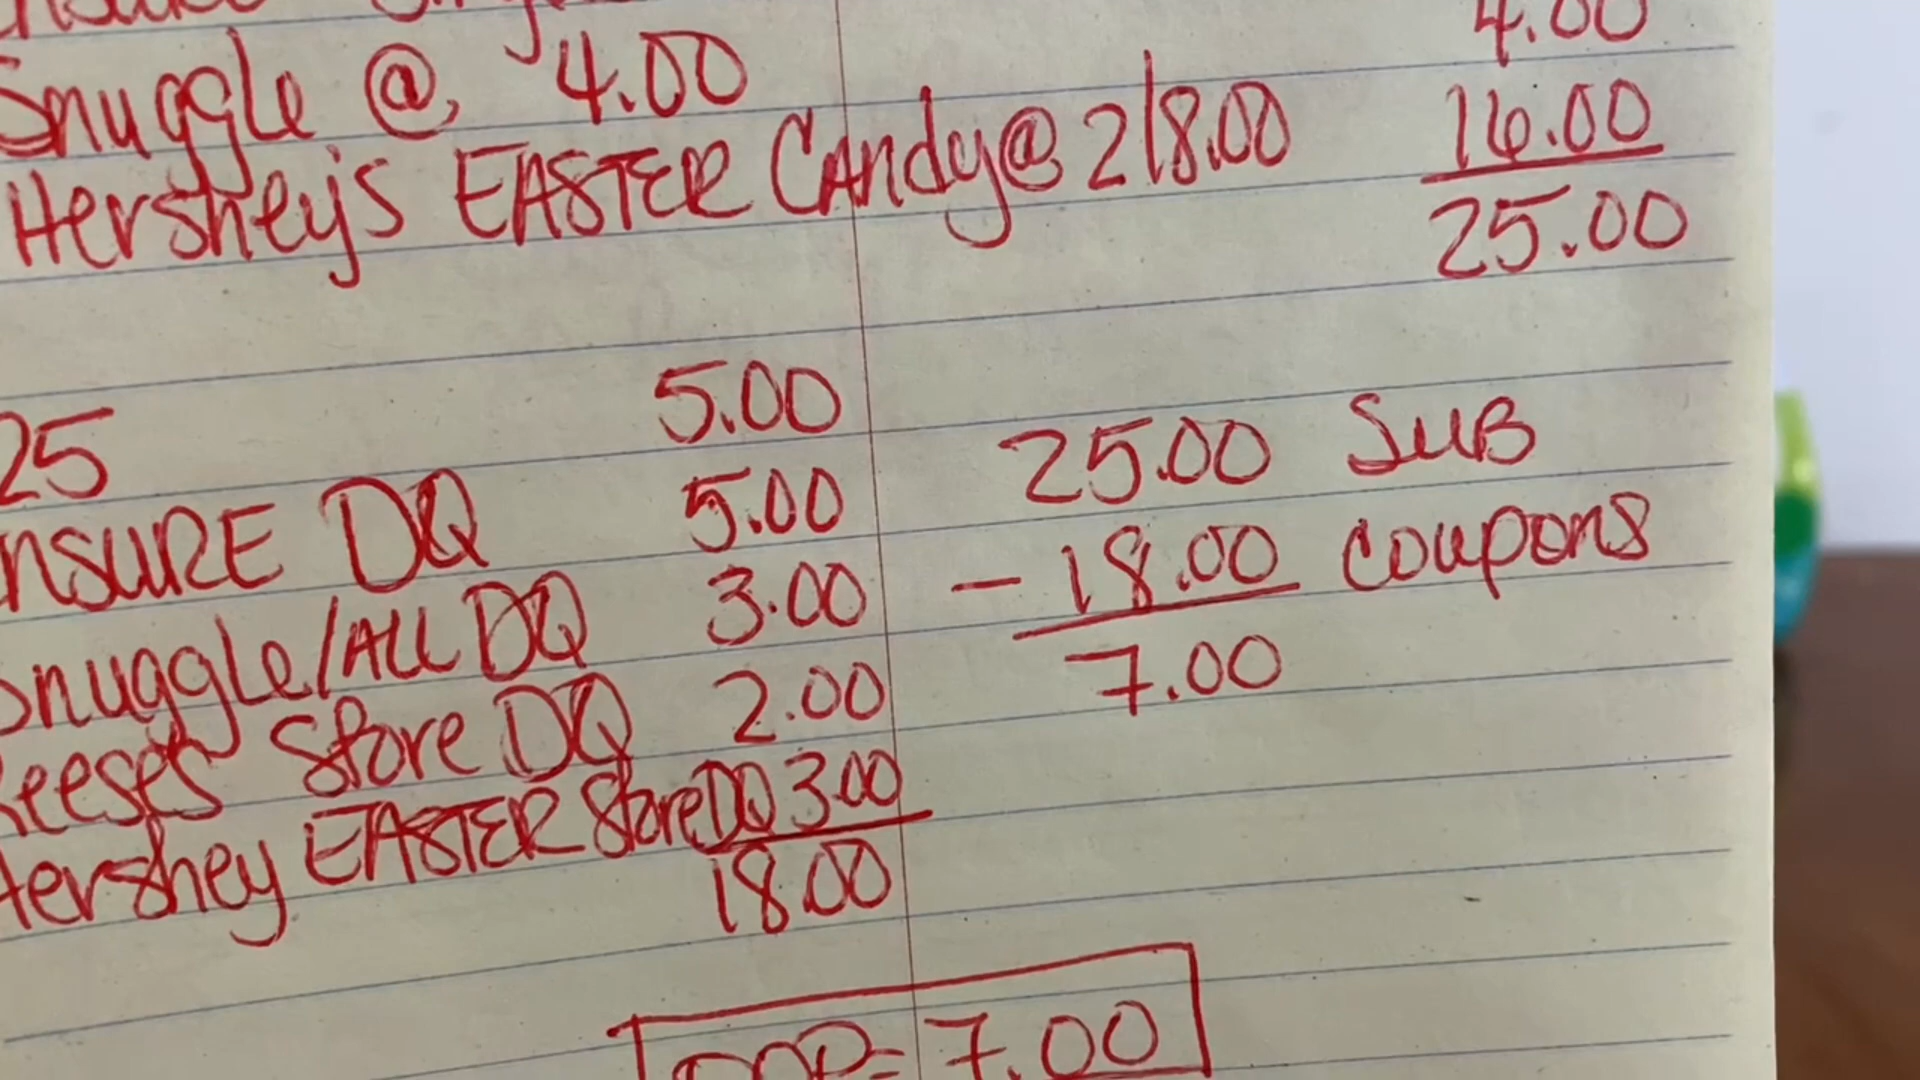 4.00
Snuggle @ 4.00
16.00
Hershey's EASTER Candy @ 2/8.00
25.00
25 5.00
ENSURE DQ 5.00
25.00 SUB
Snuggle/ALL DQ 3.00
- 18.00 Coupons
Reeses Store DQ 2.00
7.00
Hershey EASTER Store DQ 3.00
18.00
OOP = 7.00